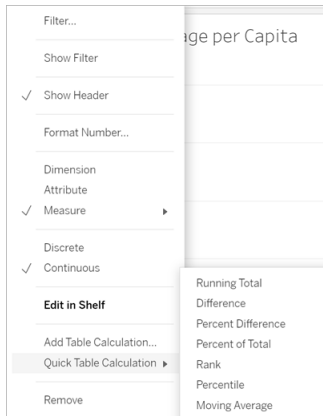 Filter...
age per Capita
Show Filter
Show Header
Format Number...
Dimension
Attribute
Measure
Discrete
Continuous
Edit in Shelf
Add Table Calculation...
Quick Table Calculation
Remove
Running Total
Difference
Percent Difference
Percent of Total
Rank
Percentile
Moving Average